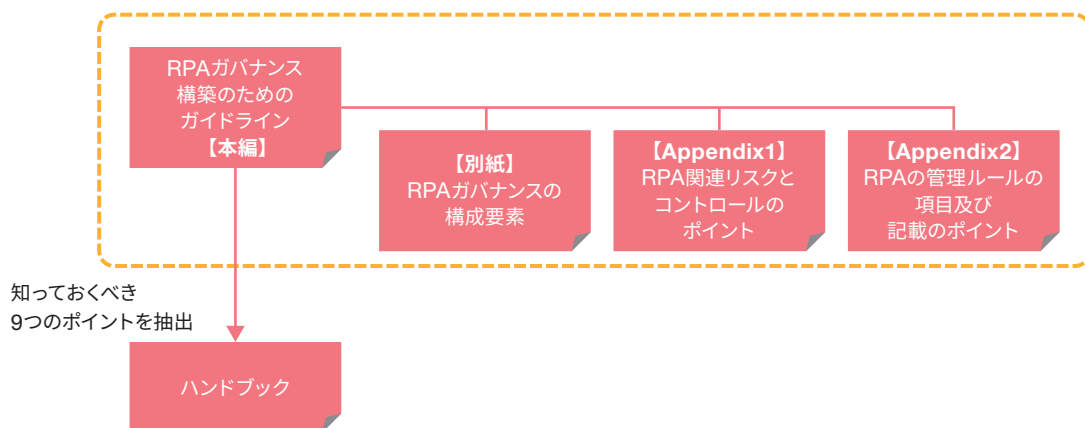 RPAガバナンス
構築のための
ガイドライン
【本編】
【別紙】
RPAガバナンスの
構成要素
【Appendix1】
RPA関連リスクと
コントロールの
ポイント
【Appendix2】
RPAの管理ルールの
項目及び
記載のポイント
知っておくべき
9つのポイントを抽出
ハンドブック